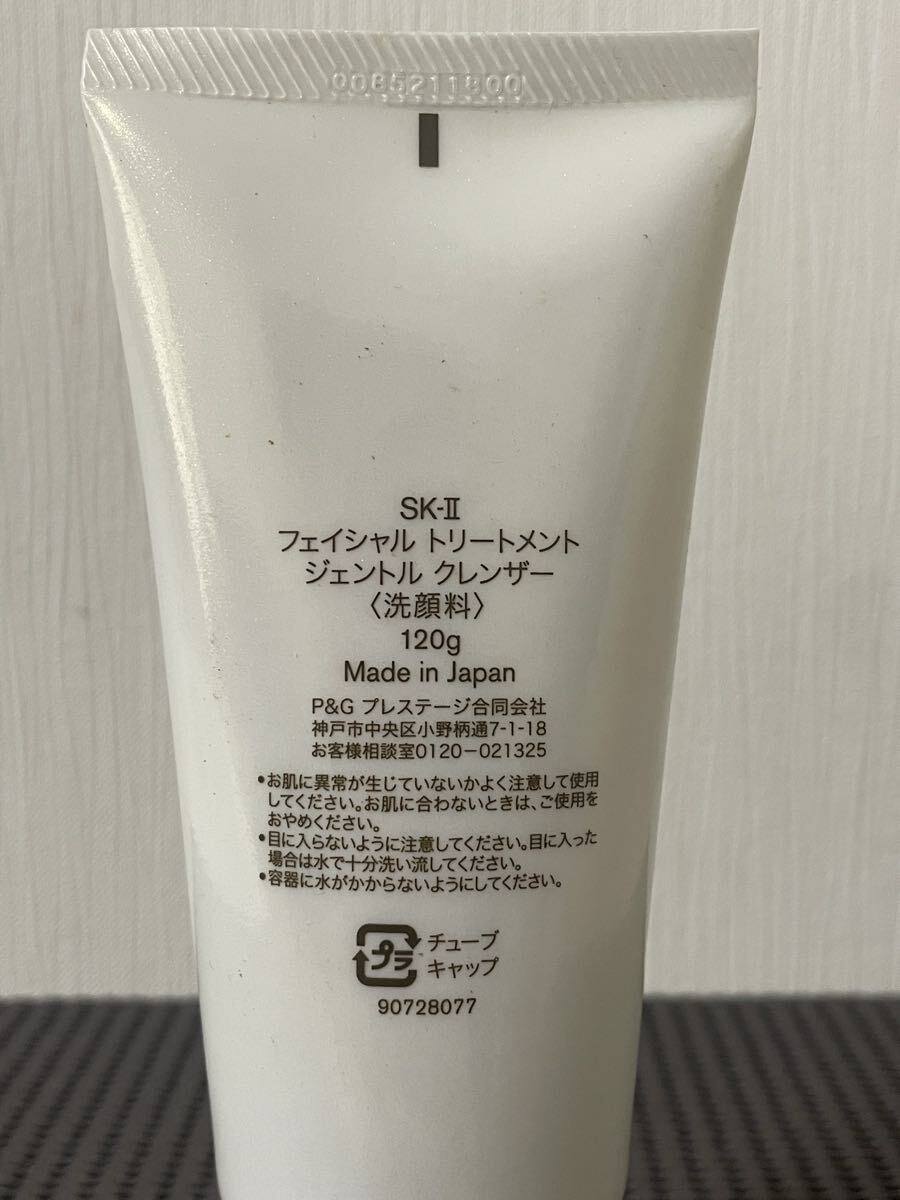 0085211800
SK-Ⅱ
フェイシャル トリートメント
ジェントル クレンザー
〈洗顔料〉
120g
Made in Japan
P&G プレステージ合同会社
神戸市中央区小野柄通7-1-18
お客様相談室0120-021325
•お肌に異常が生じていないかよく注意して使用
してください。お肌に合わないときは、ご使用を
おやめください。
•目に入らないように注意してください。目に入った
場合は水で十分洗い流してください。
•容器に水がかからないようにしてください。
プラ チューブ
キャップ
90728077